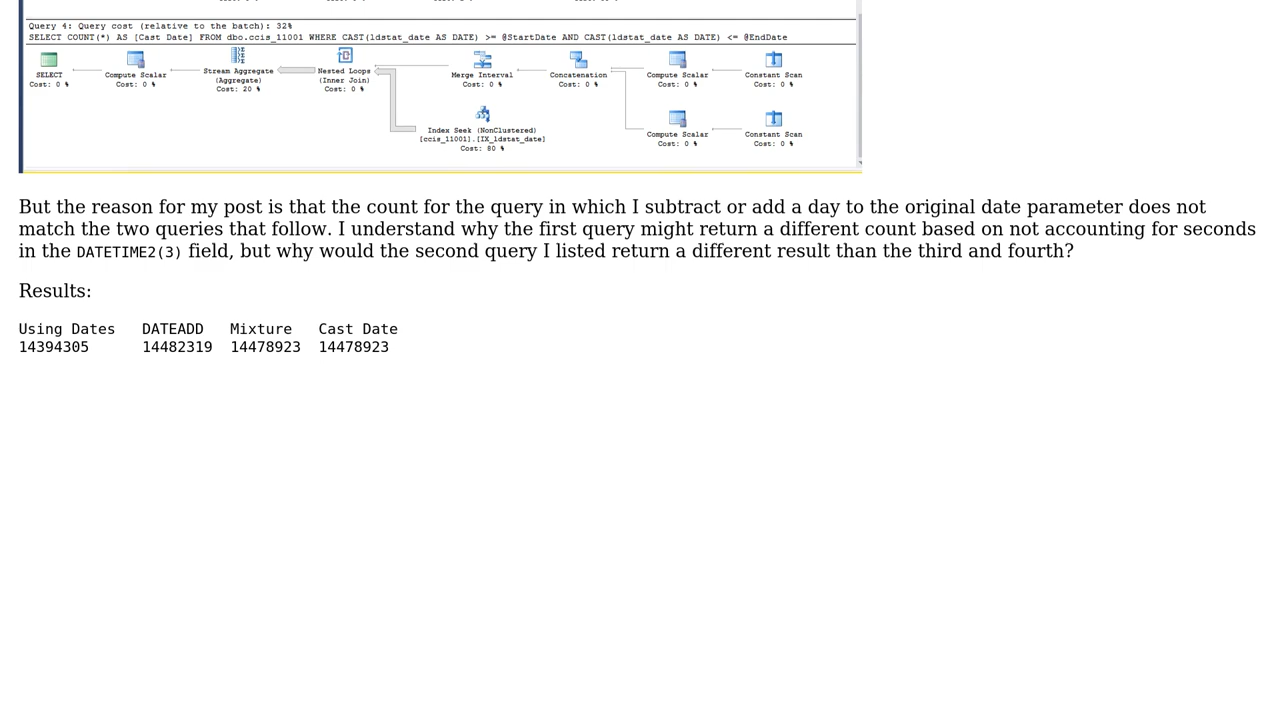 Query 4: Query cost (relative to the batch): 32%
SELECT COUNT(*) AS [Cast Date] FROM dbo.ccis_11001 WHERE CAST(ldstat_date AS DATE) >= @StartDate AND CAST(ldstat_date AS DATE) <= @EndDate
SELECT
Cost: 0 %
Compute Scalar
Cost: 0 %
Stream Aggregate
(Aggregate)
Cost: 20 %
Nested Loops
(Inner Join)
Cost: 0 %
Merge Interval
Cost: 0 %
Concatenation
Cost: 0 %
Compute Scalar
Cost: 0 %
Constant Scan
Cost: 0 %
Index Seek (NonClustered)
[ccis_11001].[IX_ldstat_date]
Cost: 80 %
Compute Scalar
Cost: 0 %
Constant Scan
Cost: 0 %
But the reason for my post is that the count for the query in which I subtract or add a day to the original date parameter does not
match the two queries that follow. I understand why the first query might return a different count based on not accounting for seconds
in the DATETIME2(3) field, but why would the second query I listed return a different result than the third and fourth?
Results:
Using Dates DATEADD Mixture Cast Date
14394305 14482319 14478923 14478923